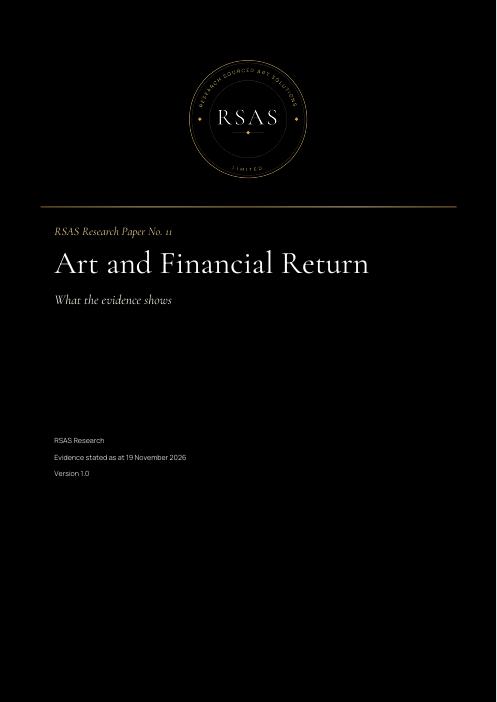 RESEARCH SOURCED ART SOLUTIONS
RSAS
LIMITED
RSAS Research Paper No. 11
Art and Financial Return
What the evidence shows
RSAS Research
Evidence stated as at 19 November 2026
Version 1.0